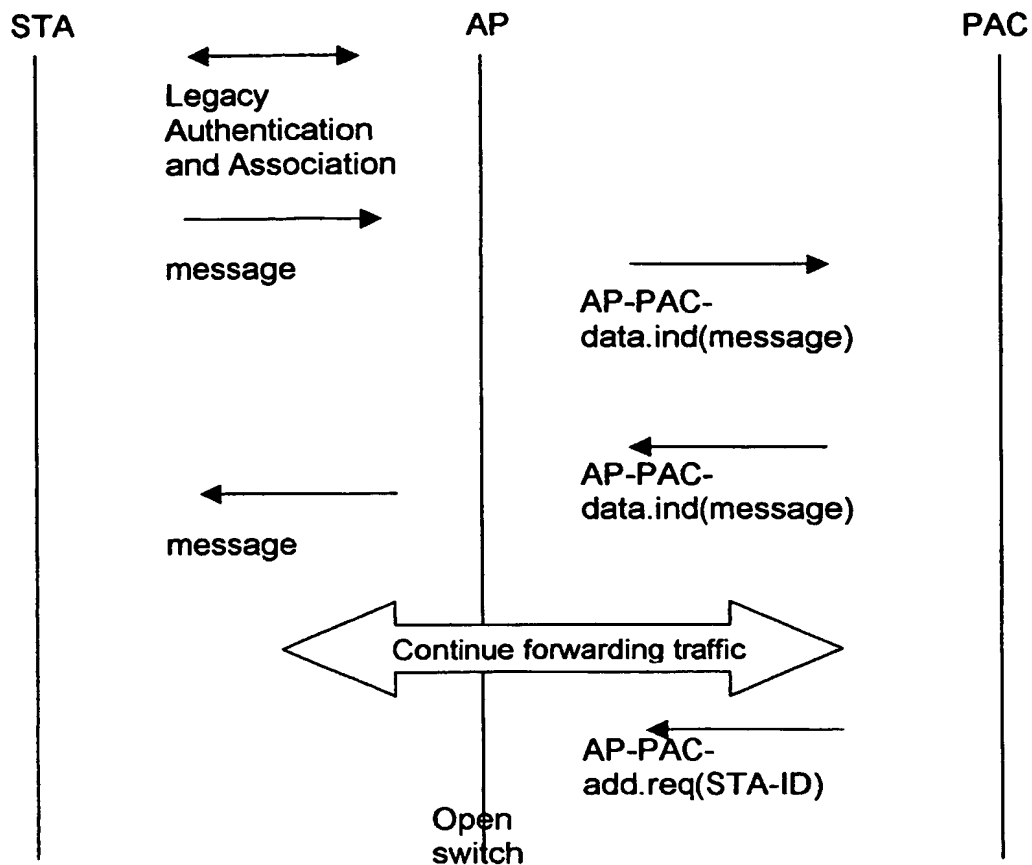 STA
AP
PAC
Legacy
Authentication
and Association
message
AP-PAC-
data.ind(message)
AP-PAC-
data.ind(message)
message
Continue forwarding traffic
AP-PAC-
add.req(STA-ID)
Open
switch